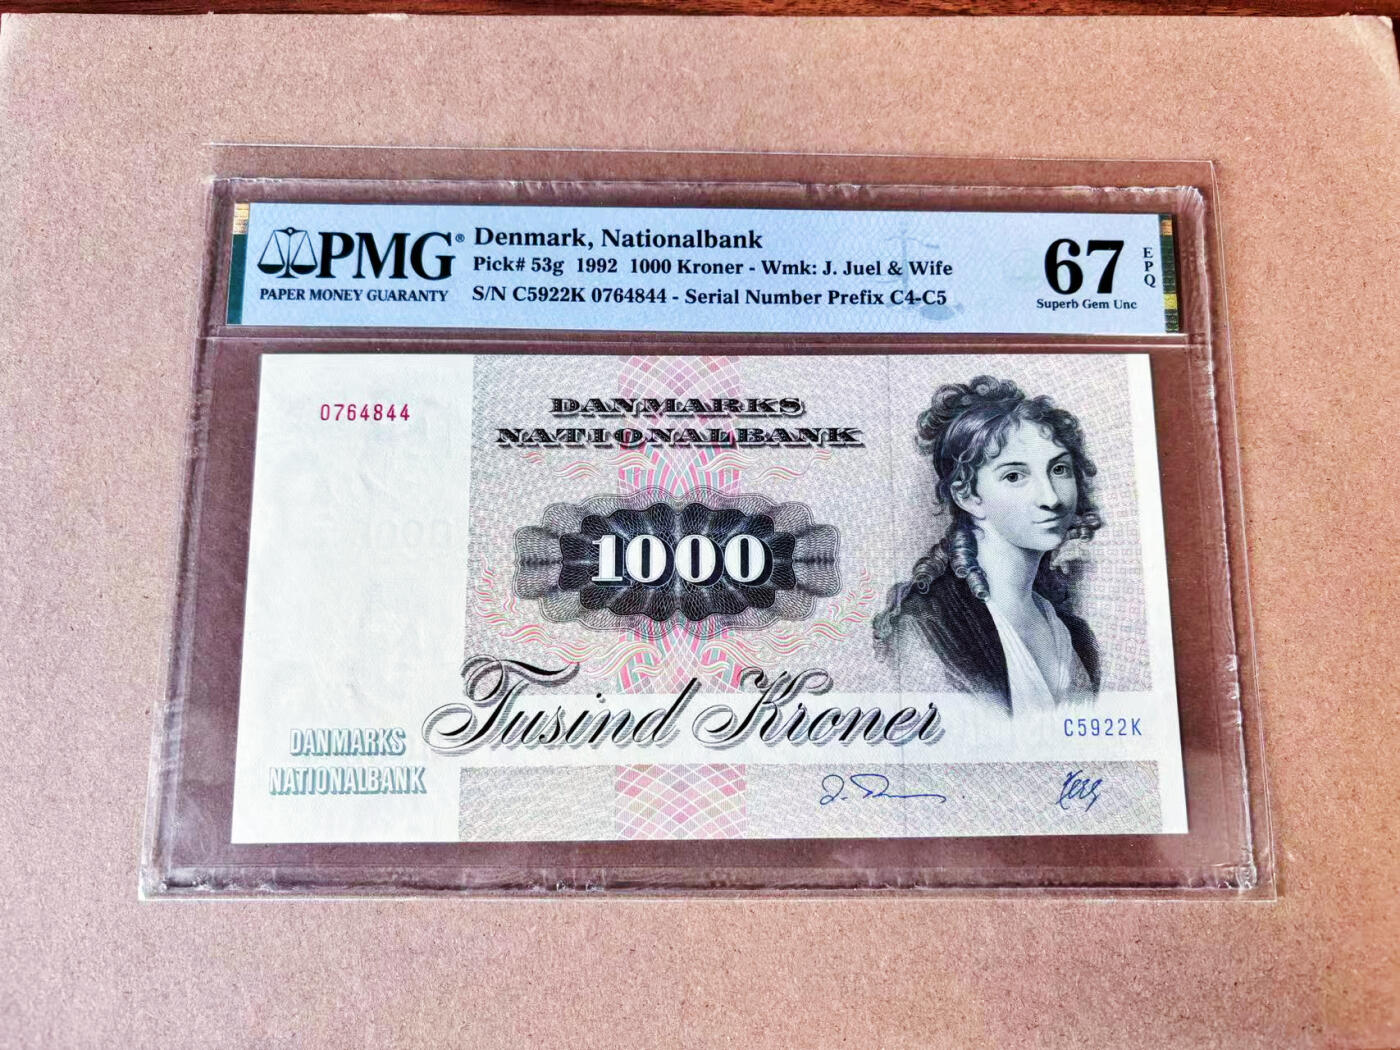 PMG®
PAPER MONEY GUARANTY
Denmark, Nationalbank
Pick# 53g 1992 1000 Kroner - Wmk: J. Juel & Wife
S/N C5922K 0764844 - Serial Number Prefix C4-C5
67
EPQ
Superb Gem Unc
0764844
DANMARKS
NATIONALBANK
1000
Tusind Kroner
C5922K
DANMARKS
NATIONALBANK